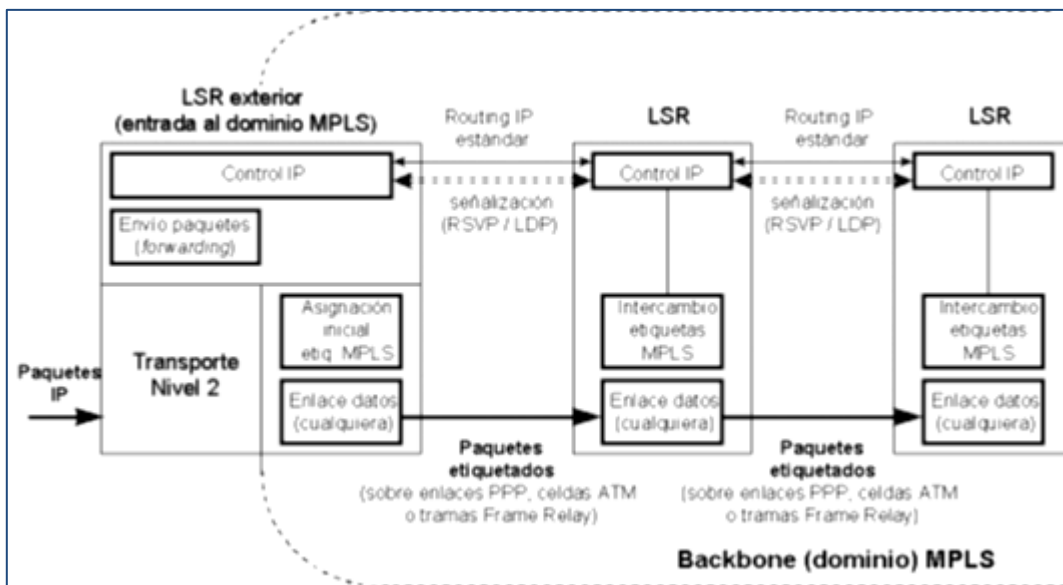 LSR exterior
(entrada al dominio MPLS)
Routing IP
estándar
LSR
Routing IP
estándar
LSR
Control IP
Control IP
Control IP
señalización
(RSVP / LDP)
señalización
(RSVP / LDP)
Envío paquetes
(forwarding)
Asignación
inicial
etiq. MPLS
Intercambio
etiquetas
MPLS
Intercambio
etiquetas
MPLS
Transporte
Nivel 2
Paquetes
IP
Enlace datos
(cualquiera)
Enlace datos
(cualquiera)
Enlace datos
(cualquiera)
Paquetes
etiquetados
(sobre enlaces PPP, celdas ATM
o tramas Frame Relay)
Paquetes
etiquetados
(sobre enlaces PPP, celdas ATM
o tramas Frame Relay)
Backbone (dominio) MPLS